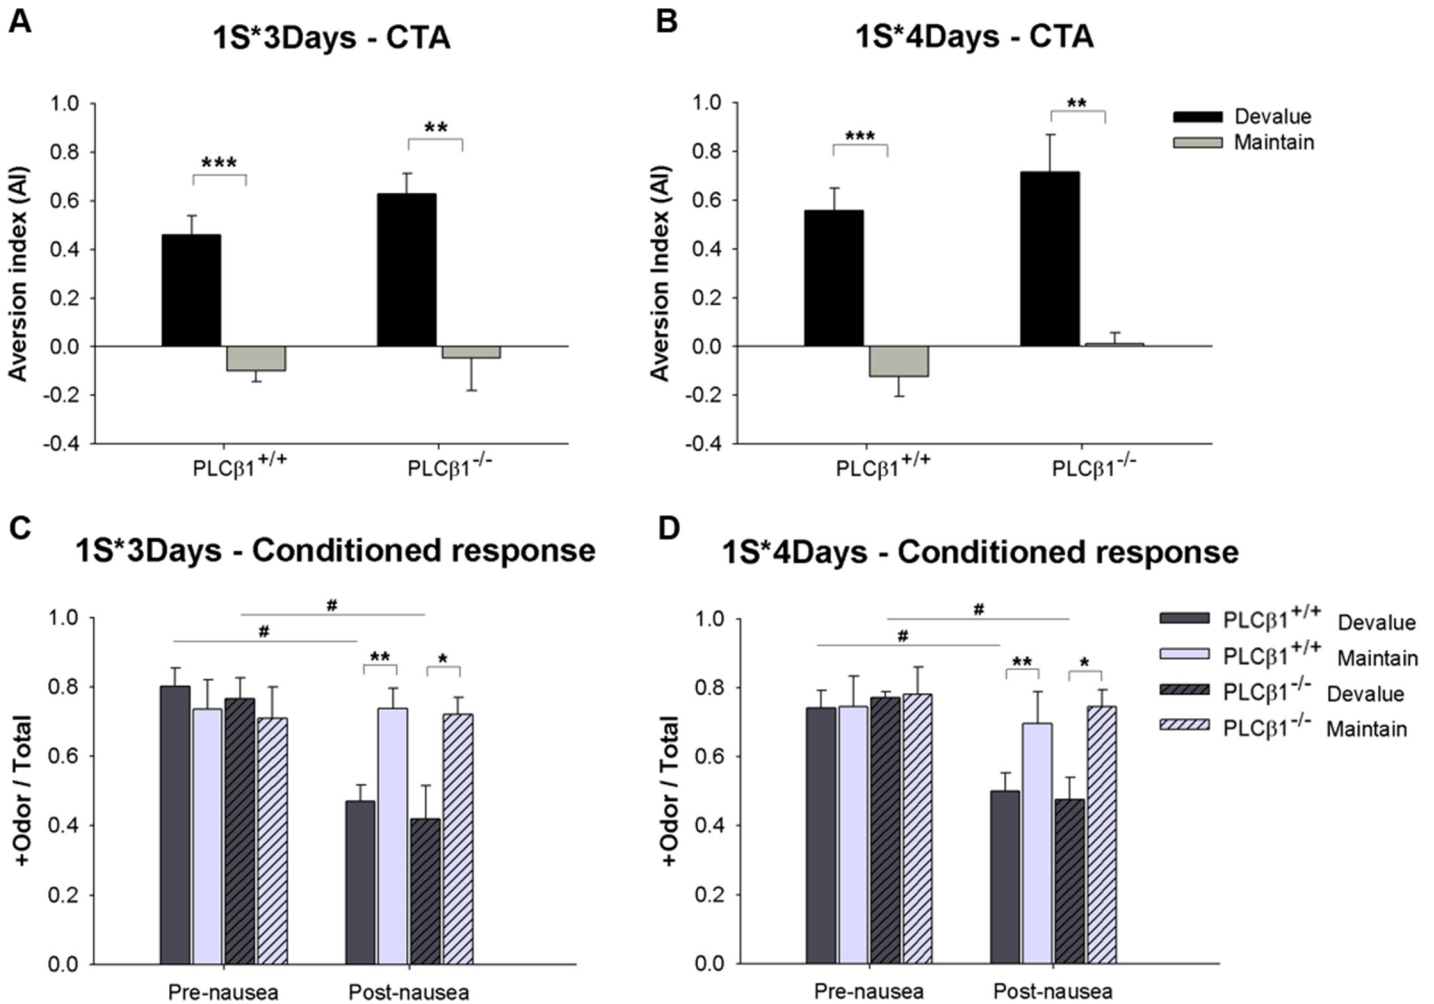 A
1S*3Days - CTA
Aversion index (AI)
1.0
0.8
0.6
0.4
0.2
0.0
-0.2
-0.4
***
**
PLCβ1+/+
PLCβ1-/-
B
1S*4Days - CTA
Aversion Index (AI)
1.0
0.8
0.6
0.4
0.2
0.0
-0.2
-0.4
***
**
PLCβ1+/+
PLCβ1-/-
Devalue
Maintain
C
1S*3Days - Conditioned response
+Odor / Total
1.0
0.8
0.6
0.4
0.2
0.0
#
#
**
*
Pre-nausea
Post-nausea
D
1S*4Days - Conditioned response
+Odor / Total
1.0
0.8
0.6
0.4
0.2
0.0
#
#
**
*
Pre-nausea
Post-nausea
PLCβ1+/+ Devalue
PLCβ1+/+ Maintain
PLCβ1-/- Devalue
PLCβ1-/- Maintain